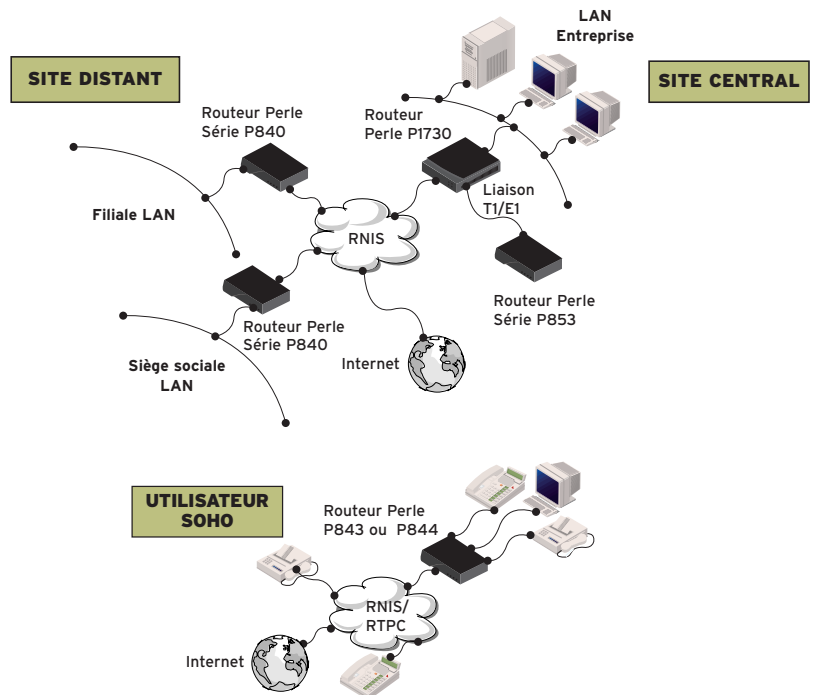 LAN
Entreprise
SITE DISTANT
SITE CENTRAL
Routeur Perle
Série P840
Routeur
Perle P1730
Liaison
T1/E1
Filiale LAN
RNIS
Routeur Perle
Série P853
Routeur Perle
Série P840
Internet
Siège sociale
LAN
UTILISATEUR
SOHO
Routeur Perle
P843 ou P844
RNIS/
RTPC
Internet